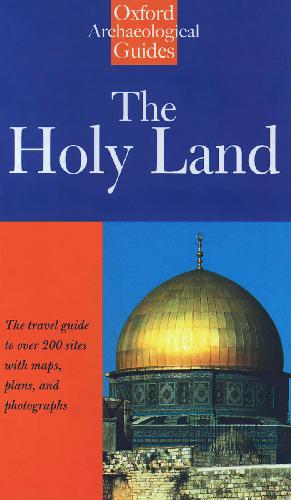 Oxford
Archaeological
Guides
The
Holy Land
The travel guide
to over 200 sites
with maps,
plans, and
photographs